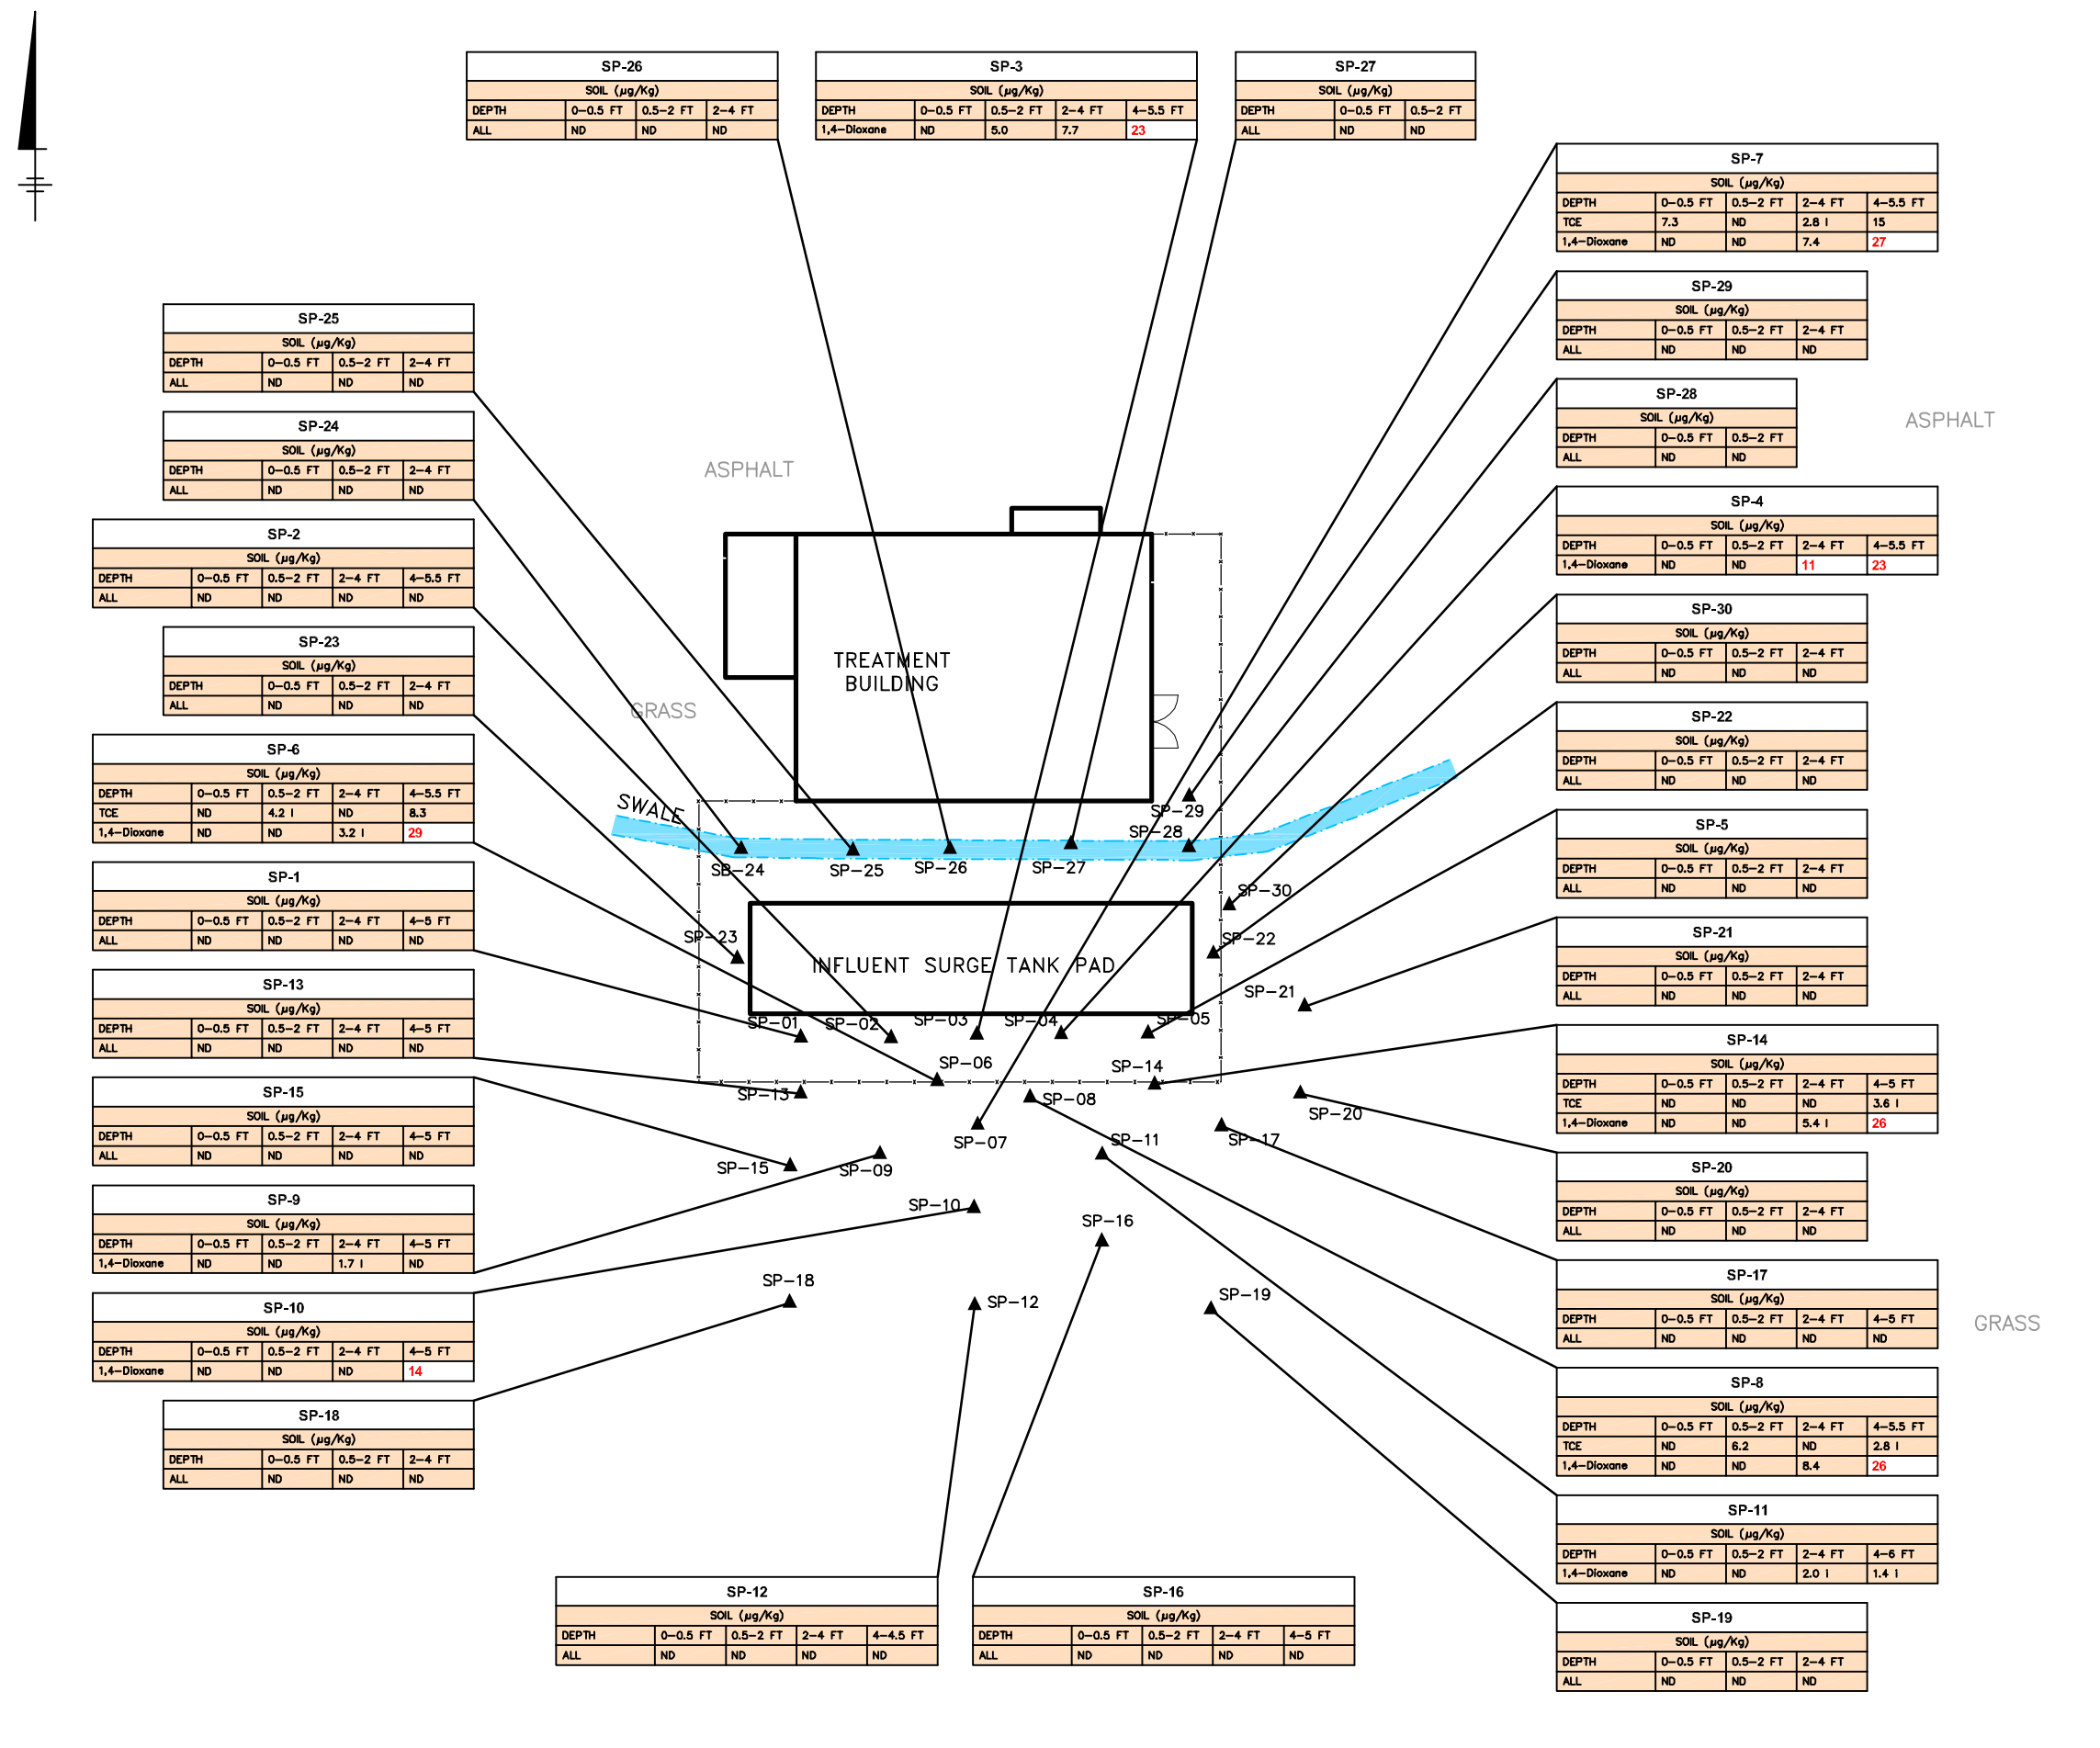 SP-26
SOIL (µg/Kg)
DEPTH 0-0.5 FT 0.5-2 FT 2-4 FT
ALL ND ND ND
SP-3
SOIL (µg/Kg)
DEPTH 0-0.5 FT 0.5-2 FT 2-4 FT 4-5.5 FT
1,4-Dioxane ND 5.0 7.7 23
SP-27
SOIL (µg/Kg)
DEPTH 0-0.5 FT 0.5-2 FT
ALL ND ND
SP-7
SOIL (µg/Kg)
DEPTH 0-0.5 FT 0.5-2 FT 2-4 FT 4-5.5 FT
TCE 7.3 ND 2.8 I 15
1,4-Dioxane ND ND 7.4 27
SP-29
SOIL (µg/Kg)
DEPTH 0-0.5 FT 0.5-2 FT 2-4 FT
ALL ND ND ND
SP-28
SOIL (µg/Kg)
DEPTH 0-0.5 FT 0.5-2 FT
ALL ND ND
SP-4
SOIL (µg/Kg)
DEPTH 0-0.5 FT 0.5-2 FT 2-4 FT 4-5.5 FT
1,4-Dioxane ND ND 11 23
SP-30
SOIL (µg/Kg)
DEPTH 0-0.5 FT 0.5-2 FT 2-4 FT
ALL ND ND ND
SP-22
SOIL (µg/Kg)
DEPTH 0-0.5 FT 0.5-2 FT 2-4 FT
ALL ND ND ND
SP-5
SOIL (µg/Kg)
DEPTH 0-0.5 FT 0.5-2 FT 2-4 FT
ALL ND ND ND
SP-21
SOIL (µg/Kg)
DEPTH 0-0.5 FT 0.5-2 FT 2-4 FT
ALL ND ND ND
SP-14
SOIL (µg/Kg)
DEPTH 0-0.5 FT 0.5-2 FT 2-4 FT 4-5 FT
TCE ND ND ND 3.6 I
1,4-Dioxane ND ND 5.4 I 26
SP-20
SOIL (µg/Kg)
DEPTH 0-0.5 FT 0.5-2 FT 2-4 FT
ALL ND ND ND
SP-17
SOIL (µg/Kg)
DEPTH 0-0.5 FT 0.5-2 FT 2-4 FT 4-5 FT
ALL ND ND ND ND
SP-8
SOIL (µg/Kg)
DEPTH 0-0.5 FT 0.5-2 FT 2-4 FT 4-5.5 FT
TCE ND 6.2 ND 2.8 I
1,4-Dioxane ND ND 8.4 26
SP-11
SOIL (µg/Kg)
DEPTH 0-0.5 FT 0.5-2 FT 2-4 FT 4-6 FT
1,4-Dioxane ND ND 2.0 I 1.4 I
SP-19
SOIL (µg/Kg)
DEPTH 0-0.5 FT 0.5-2 FT 2-4 FT
ALL ND ND ND
SP-25
SOIL (µg/Kg)
DEPTH 0-0.5 FT 0.5-2 FT 2-4 FT
ALL ND ND ND
SP-24
SOIL (µg/Kg)
DEPTH 0-0.5 FT 0.5-2 FT 2-4 FT
ALL ND ND ND
SP-2
SOIL (µg/Kg)
DEPTH 0-0.5 FT 0.5-2 FT 2-4 FT 4-5.5 FT
ALL ND ND ND ND
SP-23
SOIL (µg/Kg)
DEPTH 0-0.5 FT 0.5-2 FT 2-4 FT
ALL ND ND ND
SP-6
SOIL (µg/Kg)
DEPTH 0-0.5 FT 0.5-2 FT 2-4 FT 4-5.5 FT
TCE ND 4.2 I ND 8.3
1,4-Dioxane ND ND 3.2 I 29
SP-1
SOIL (µg/Kg)
DEPTH 0-0.5 FT 0.5-2 FT 2-4 FT 4-5 FT
ALL ND ND ND ND
SP-13
SOIL (µg/Kg)
DEPTH 0-0.5 FT 0.5-2 FT 2-4 FT 4-5 FT
ALL ND ND ND ND
SP-15
SOIL (µg/Kg)
DEPTH 0-0.5 FT 0.5-2 FT 2-4 FT 4-5 FT
ALL ND ND ND ND
SP-9
SOIL (µg/Kg)
DEPTH 0-0.5 FT 0.5-2 FT 2-4 FT 4-5 FT
1,4-Dioxane ND ND 1.7 I ND
SP-10
SOIL (µg/Kg)
DEPTH 0-0.5 FT 0.5-2 FT 2-4 FT 4-5 FT
1,4-Dioxane ND ND ND 14
SP-18
SOIL (µg/Kg)
DEPTH 0-0.5 FT 0.5-2 FT 2-4 FT
ALL ND ND ND
SP-12
SOIL (µg/Kg)
DEPTH 0-0.5 FT 0.5-2 FT 2-4 FT 4-4.5 FT
ALL ND ND ND ND
SP-16
SOIL (µg/Kg)
DEPTH 0-0.5 FT 0.5-2 FT 2-4 FT 4-5 FT
ALL ND ND ND ND
ASPHALT
ASPHALT
TREATMENT
BUILDING
GRASS
SWALE
SP-29
SP-28
SB-24
SP-25
SP-26
SP-27
SP-30
SP-23
SP-22
INFLUENT SURGE TANK PAD
SP-21
SP-01
SP-02
SP-03
SP-04
SP-05
SP-06
SP-14
SP-13
SP-08
SP-20
SP-07
SP-11
SP-17
SP-15
SP-09
SP-10
SP-16
SP-18
SP-12
SP-19
GRASS